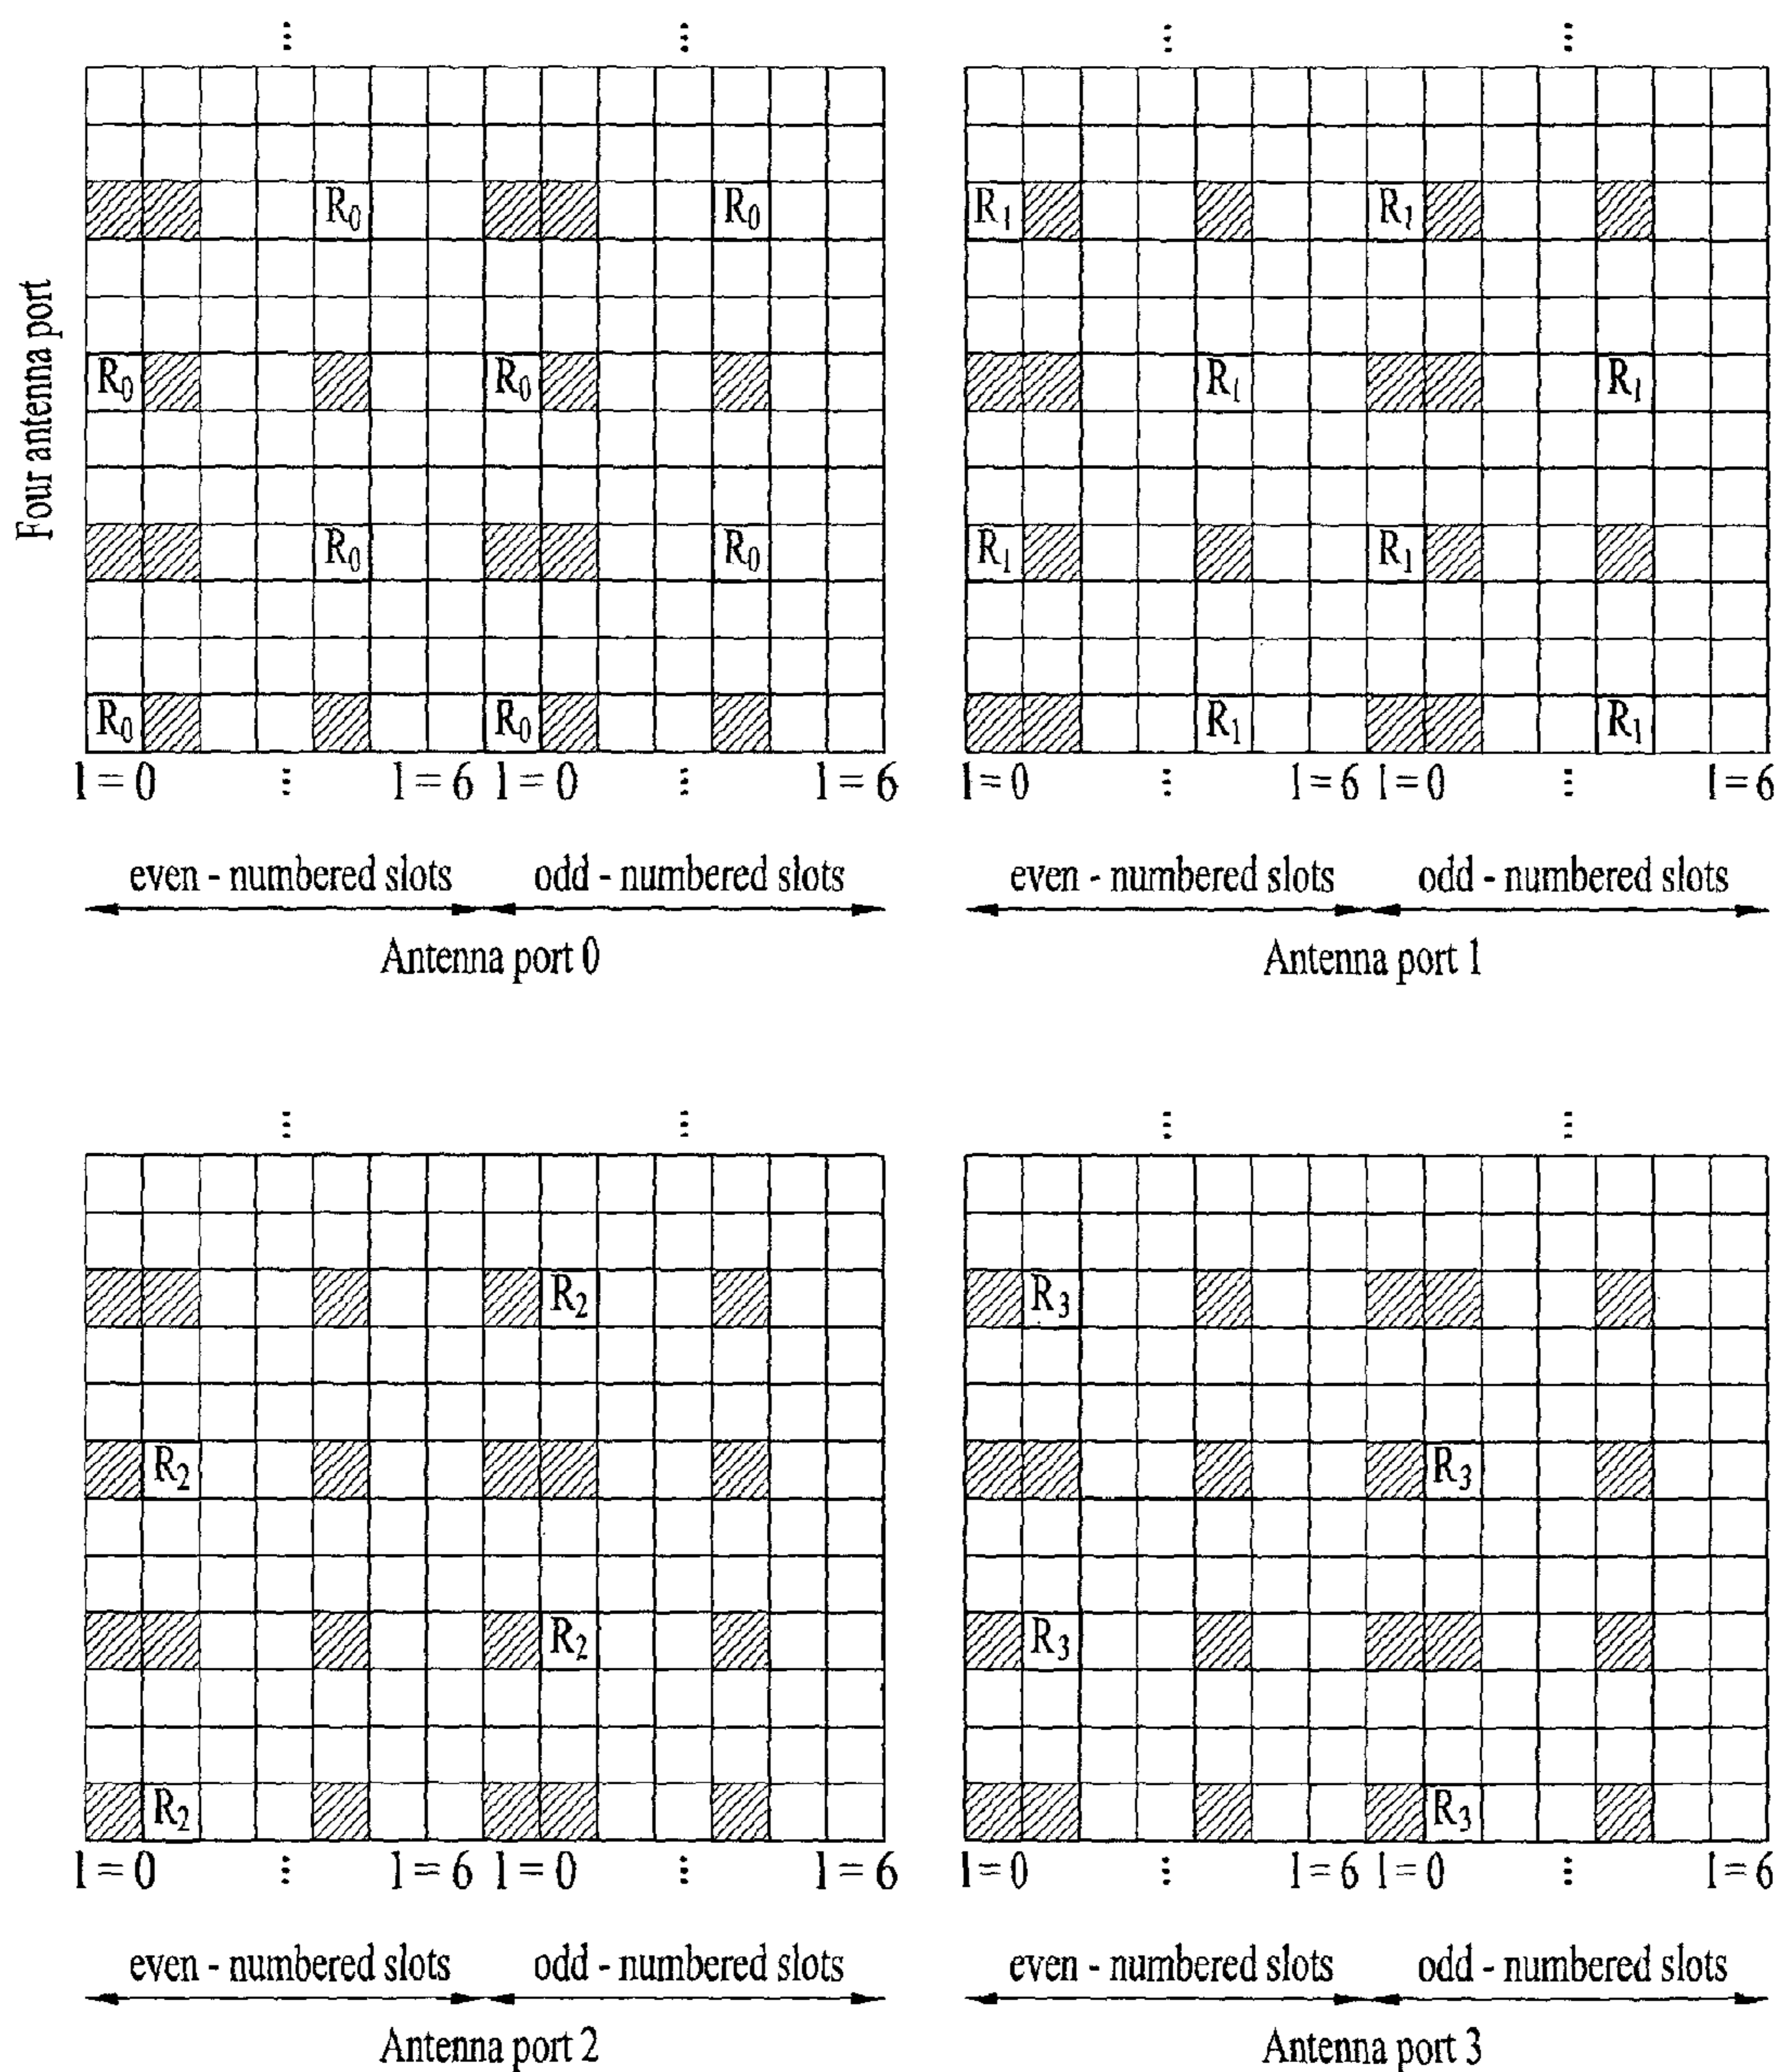 Four antenna port
R0 R0
R0 R0
R0 R0
R0 R0
l = 0 ⋮ l = 6 l = 0 ⋮ l = 6
even - numbered slots odd - numbered slots
Antenna port 0
R1 R1
R1 R1
R1 R1
R1 R1
l = 0 ⋮ l = 6 l = 0 ⋮ l = 6
even - numbered slots odd - numbered slots
Antenna port 1
R2
R2
R2
R2
l = 0 ⋮ l = 6 l = 0 ⋮ l = 6
even - numbered slots odd - numbered slots
Antenna port 2
R3
R3
R3
R3
l = 0 ⋮ l = 6 l = 0 ⋮ l = 6
even - numbered slots odd - numbered slots
Antenna port 3